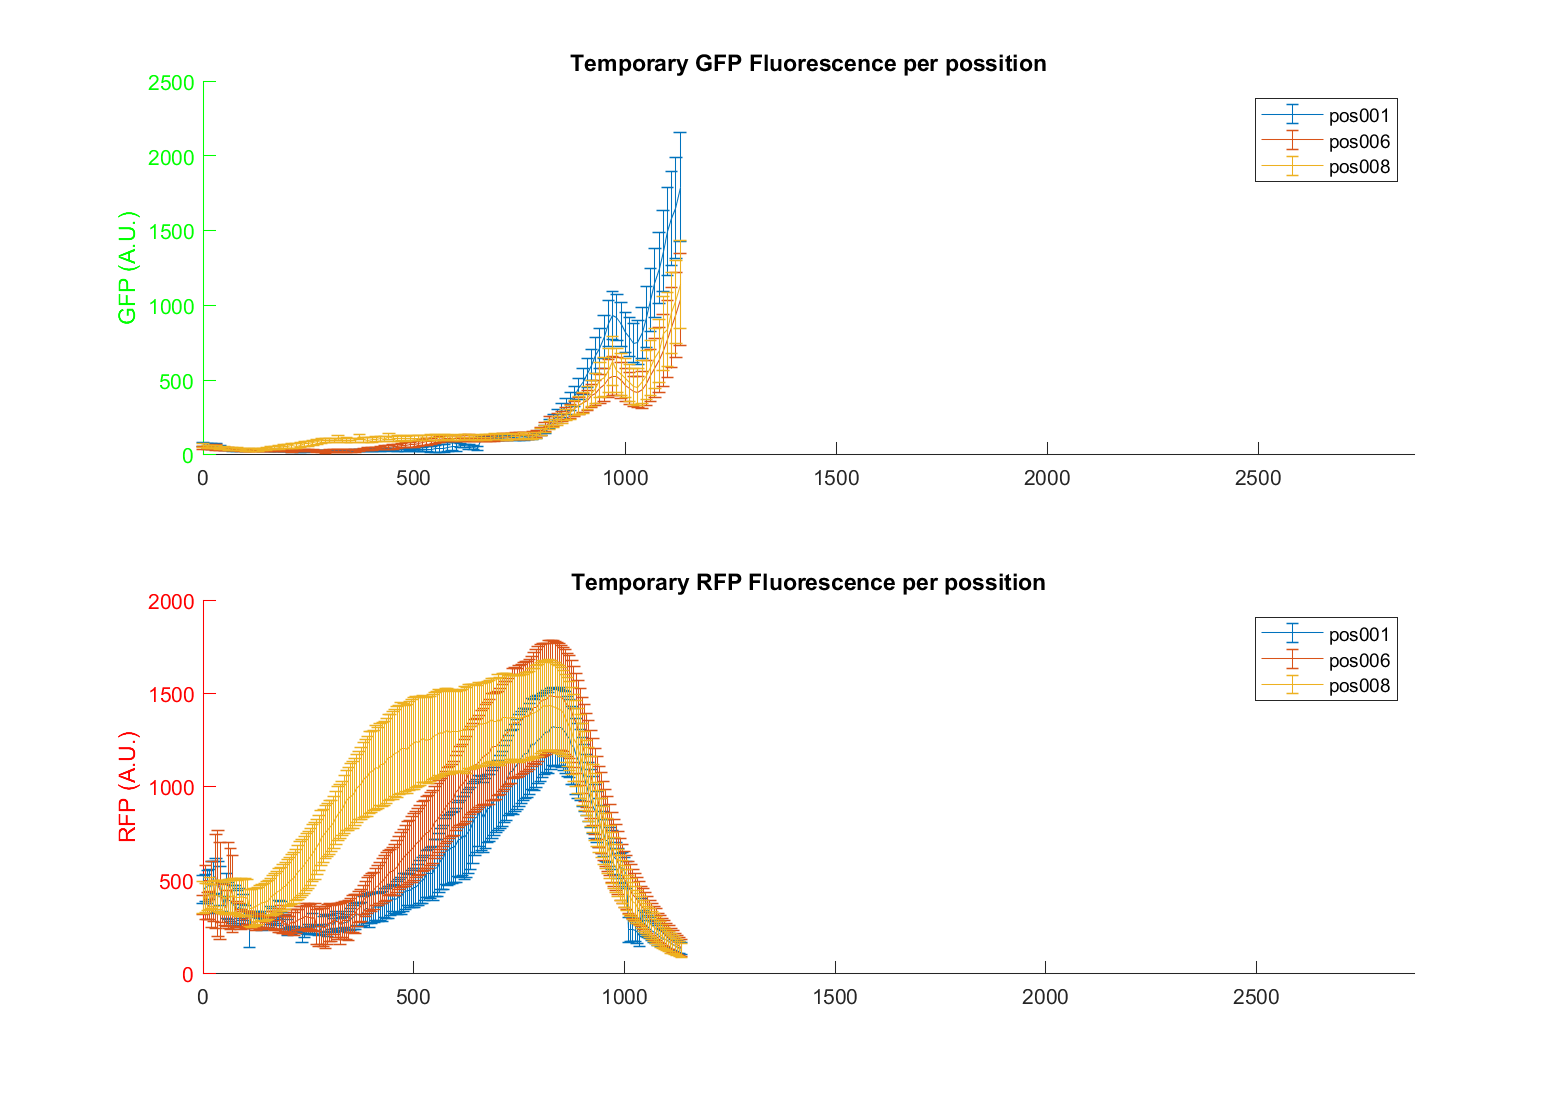 Temporary GFP Fluorescence per possition
GFP (A.U.)
2500
2000
1500
1000
500
0
0 500 1000 1500 2000 2500
pos001
pos006
pos008
Temporary RFP Fluorescence per possition
RFP (A.U.)
2000
1500
1000
500
0
0 500 1000 1500 2000 2500
pos001
pos006
pos008